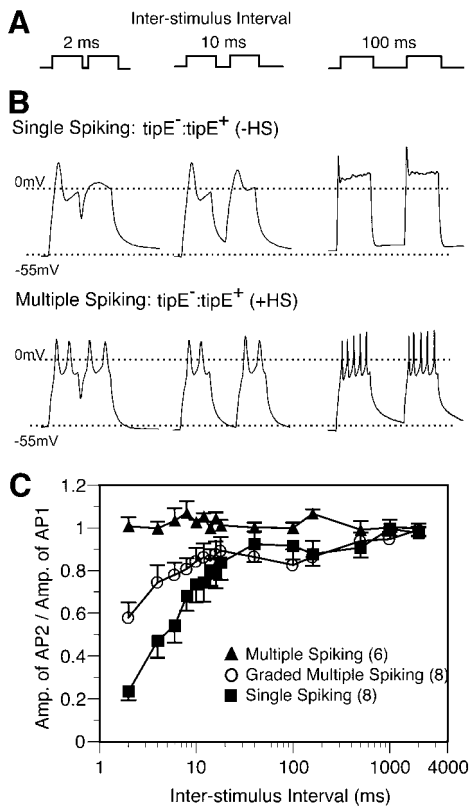 A
Inter-stimulus Interval
2 ms 10 ms 100 ms
B
Single Spiking: tipE⁻:tipE⁺ (-HS)
0mV
-55mV
Multiple Spiking: tipE⁻:tipE⁺ (+HS)
0mV
-55mV
C
Amp. of AP2 / Amp. of AP1
1.2
1
0.8
0.6
0.4
0.2
0
Multiple Spiking (6)
Graded Multiple Spiking (8)
Single Spiking (8)
1 10 100 1000 4000
Inter-stimulus Interval (ms)